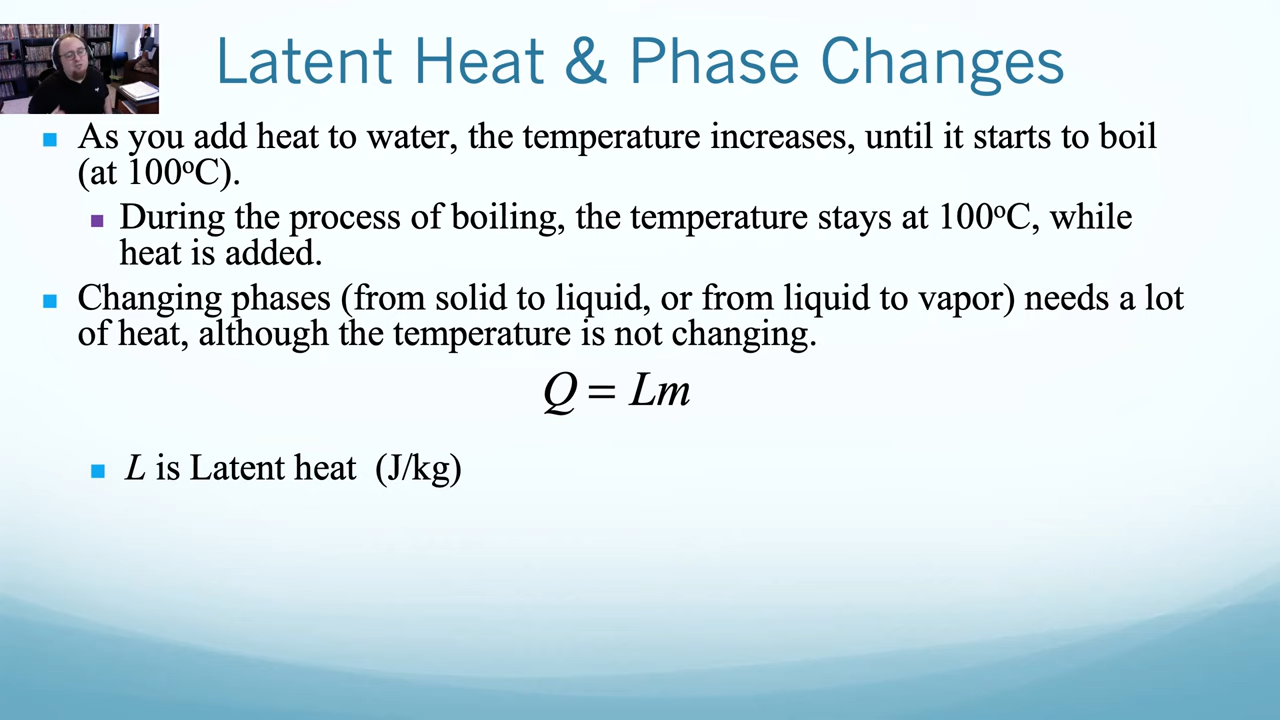 Latent Heat & Phase Changes
As you add heat to water, the temperature increases, until it starts to boil
(at 100ºC).
During the process of boiling, the temperature stays at 100ºC, while
heat is added.
Changing phases (from solid to liquid, or from liquid to vapor) needs a lot
of heat, although the temperature is not changing.
Q = Lm
L is Latent heat (J/kg)